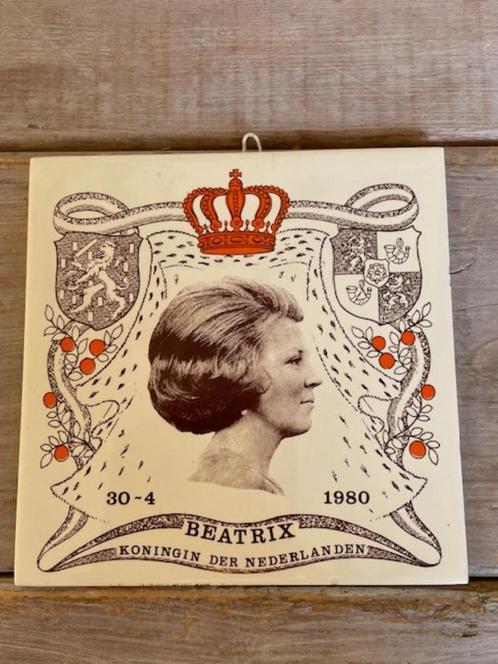 30-4 1980
BEATRIX
KONINGIN DER NEDERLANDEN